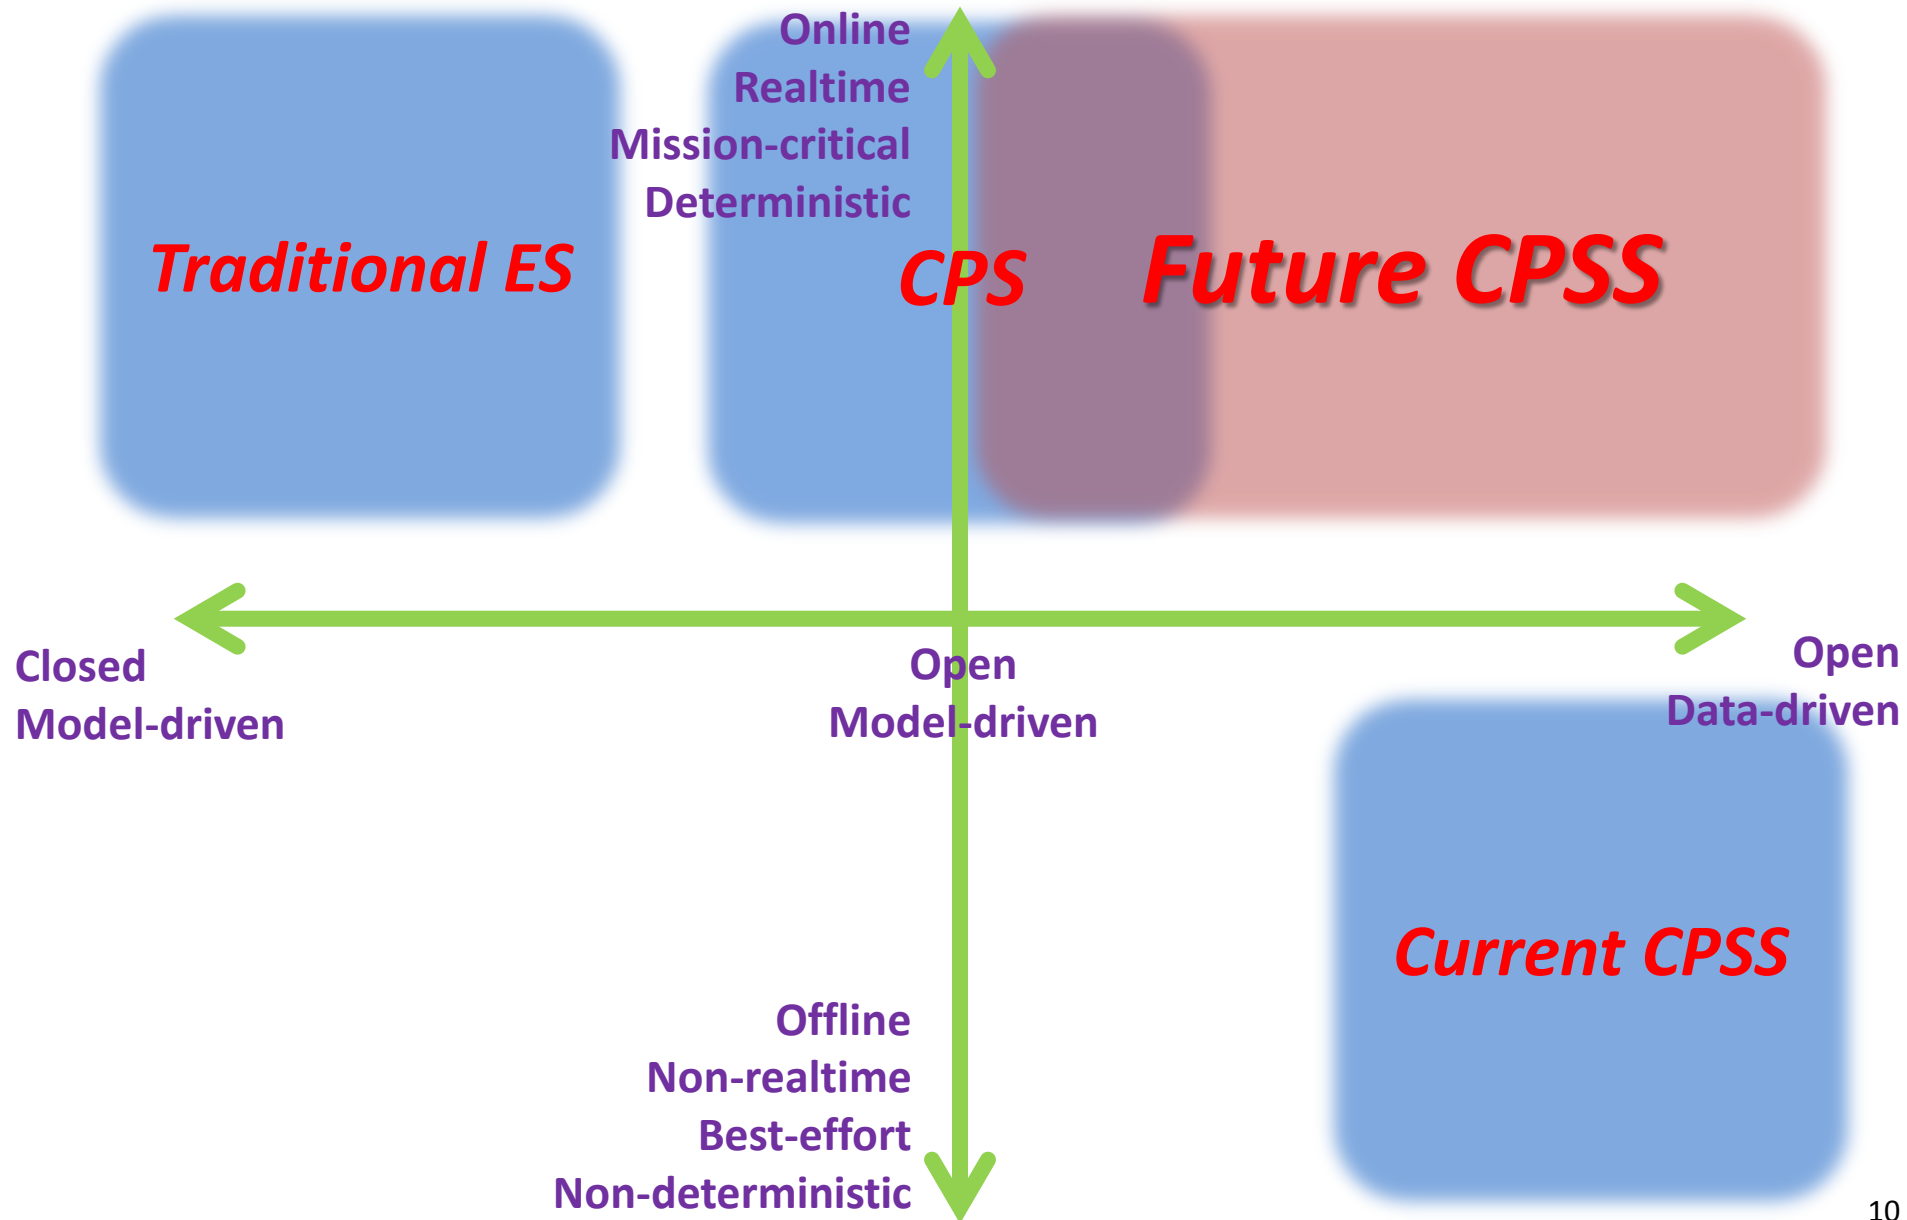 Online
Realtime
Mission-critical
Deterministic
Traditional ES
CPS
Future CPSS
Closed
Model-driven
Open
Model-driven
Open
Data-driven
Current CPSS
Offline
Non-realtime
Best-effort
Non-deterministic
10